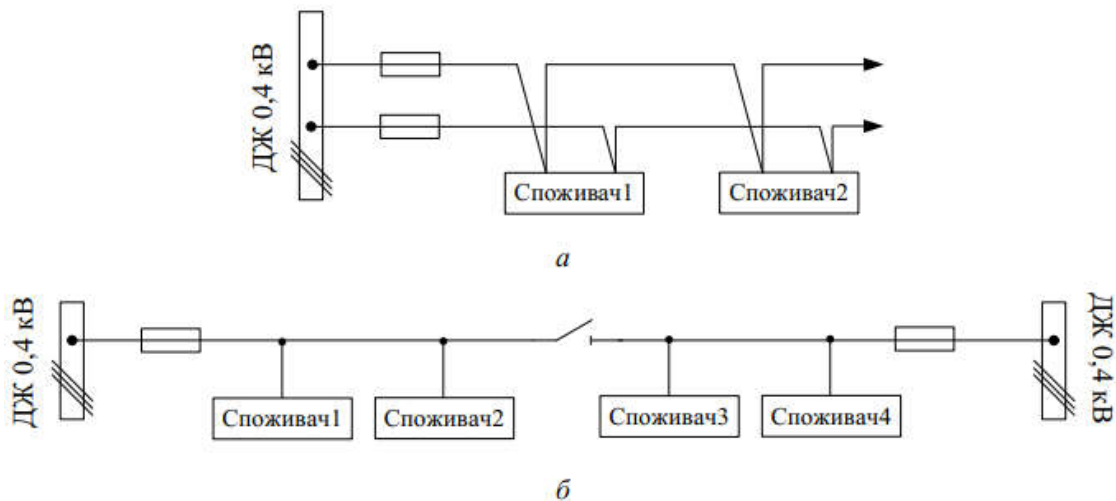 ДЖ 0,4 кВ
Споживач1
Споживач2
а
ДЖ 0,4 кВ
Споживач1
Споживач2
Споживач3
Споживач4
ДЖ 0,4 кВ
б